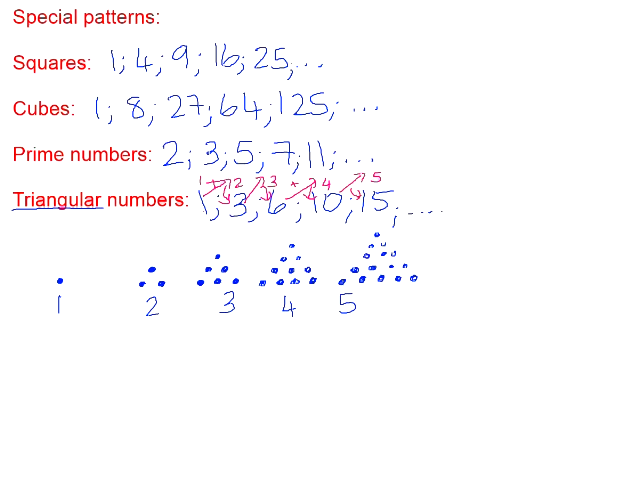 Special patterns:
Squares: 1; 4; 9; 16; 25; ...
Cubes: 1; 8; 27; 64; 125; ...
Prime numbers: 2; 3; 5; 7; 11; ...
1 + 2 3 + 4 5
Triangular numbers: 1; 3; 6; 10; 15; ....
1 2 3 4 5